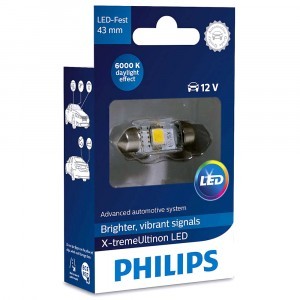 LED-Fest
43 mm
6000 K
daylight
effect
12 V
LED
Advanced automotive system
Brighter, vibrant signals
X-tremeUltinon LED
PHILIPS